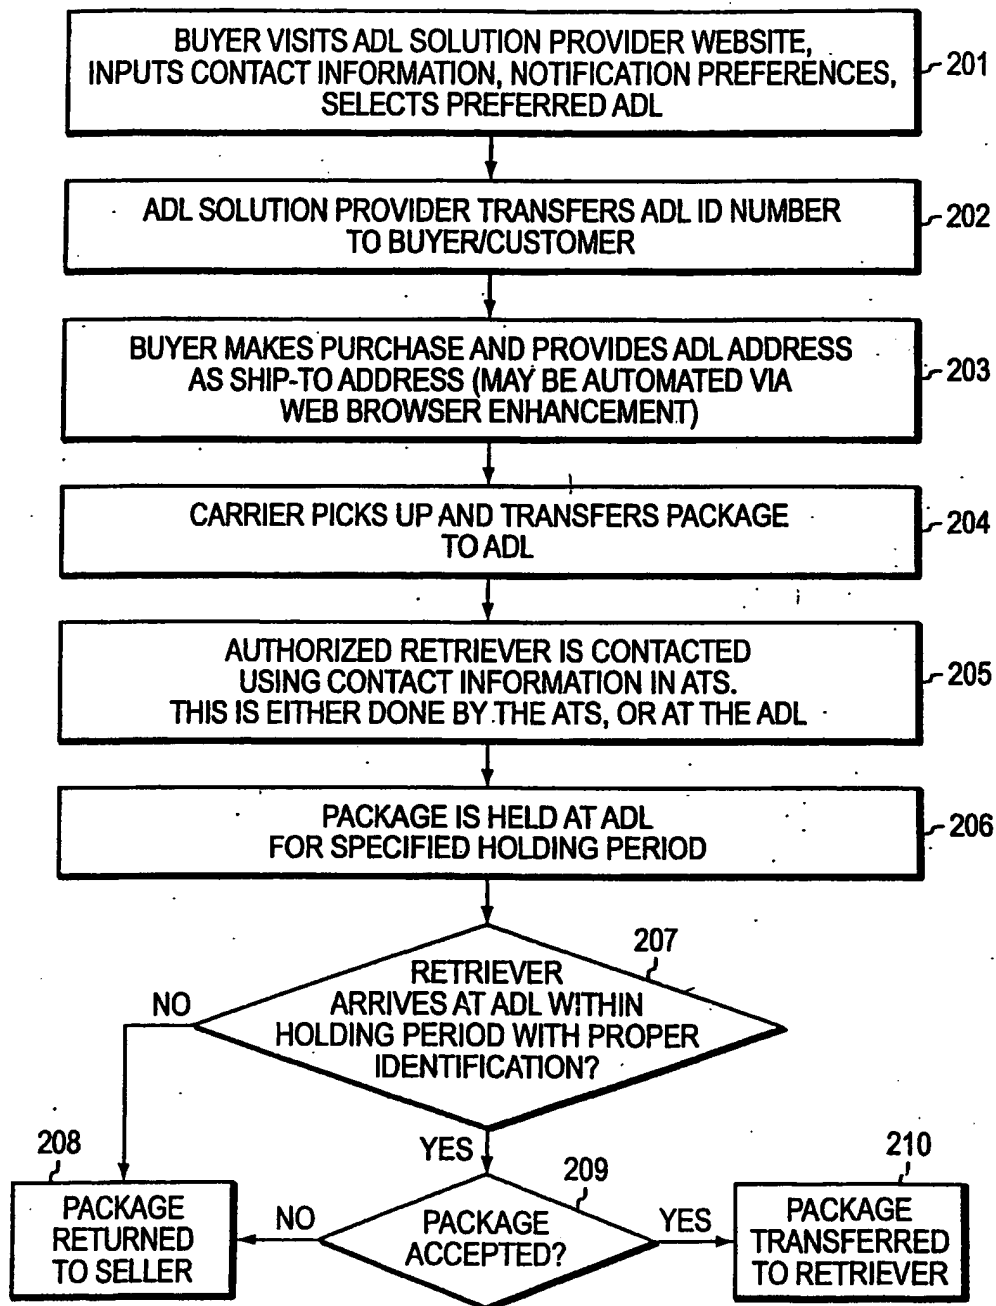 BUYER VISITS ADL SOLUTION PROVIDER WEBSITE,
INPUTS CONTACT INFORMATION, NOTIFICATION PREFERENCES,
SELECTS PREFERRED ADL
201
ADL SOLUTION PROVIDER TRANSFERS ADL ID NUMBER
TO BUYER/CUSTOMER
202
BUYER MAKES PURCHASE AND PROVIDES ADL ADDRESS
AS SHIP-TO ADDRESS (MAY BE AUTOMATED VIA
WEB BROWSER ENHANCEMENT)
203
CARRIER PICKS UP AND TRANSFERS PACKAGE
TO ADL
204
AUTHORIZED RETRIEVER IS CONTACTED
USING CONTACT INFORMATION IN ATS.
THIS IS EITHER DONE BY THE ATS, OR AT THE ADL
205
PACKAGE IS HELD AT ADL
FOR SPECIFIED HOLDING PERIOD
206
207
RETRIEVER
ARRIVES AT ADL WITHIN
HOLDING PERIOD WITH PROPER
IDENTIFICATION?
NO
YES
208
PACKAGE
RETURNED
TO SELLER
NO
209
PACKAGE
ACCEPTED?
YES
210
PACKAGE
TRANSFERRED
TO RETRIEVER